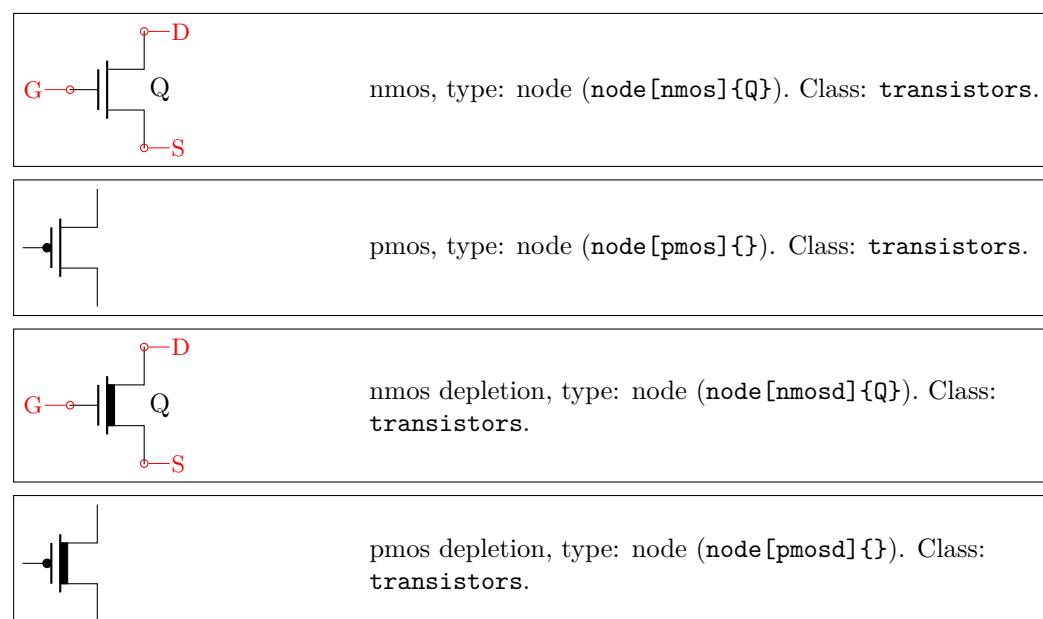 D
G
Q
S
nmos, type: node (node[nmos]{Q}). Class: transistors.
pmos, type: node (node[pmos]{}). Class: transistors.
D
G
Q
S
nmos depletion, type: node (node[nmosd]{Q}). Class:
transistors.
pmos depletion, type: node (node[pmosd]{}). Class:
transistors.